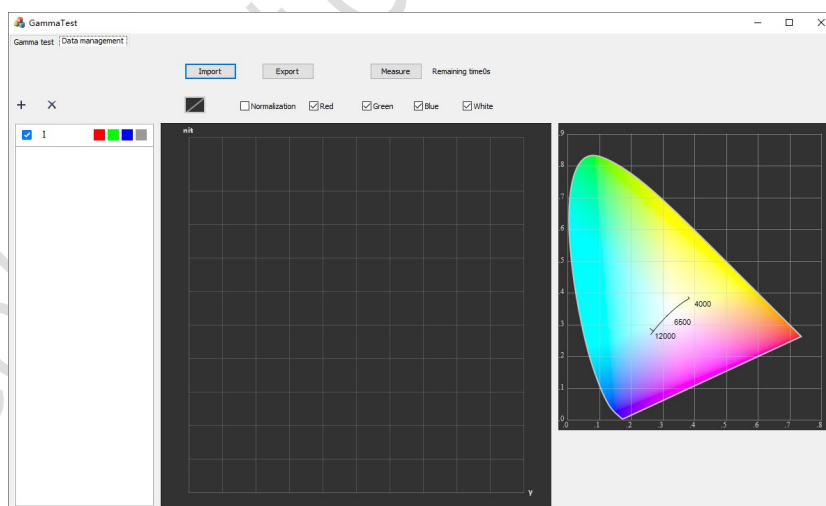 GammaTest
Gamma test Data management
Import Export Measure Remaining time0s
Normalization Red Green Blue White
1
nit
y
.9
.8
.7
.6
.5
.4
.3
.2
.1
.0
4000
6500
12000
.0 .1 .2 .3 .4 .5 .6 .7 .8